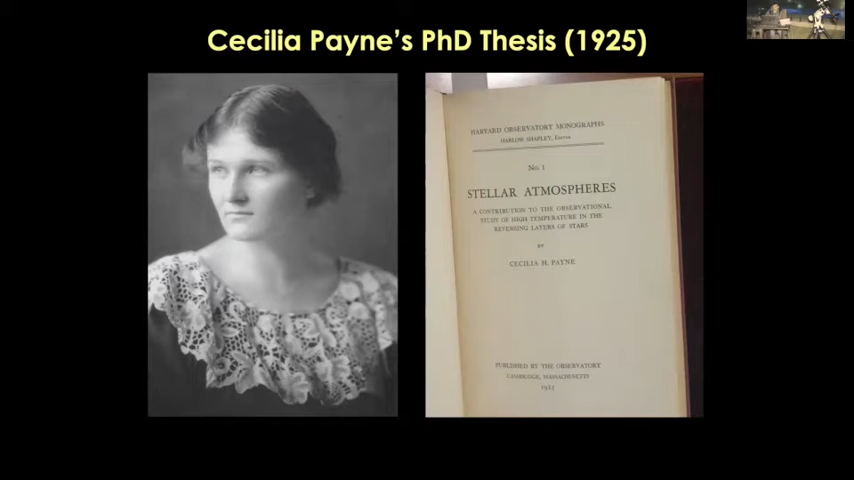 Cecilia Payne's PhD Thesis (1925)
HARVARD OBSERVATORY MONOGRAPHS
HARLOW SHAPLEY, Editor
No. 1
STELLAR ATMOSPHERES
A CONTRIBUTION TO THE OBSERVATIONAL
STUDY OF HIGH TEMPERATURE IN THE
REVERSING LAYERS OF STARS
BY
CECILIA H. PAYNE
PUBLISHED BY THE OBSERVATORY
CAMBRIDGE, MASSACHUSETTS
1925